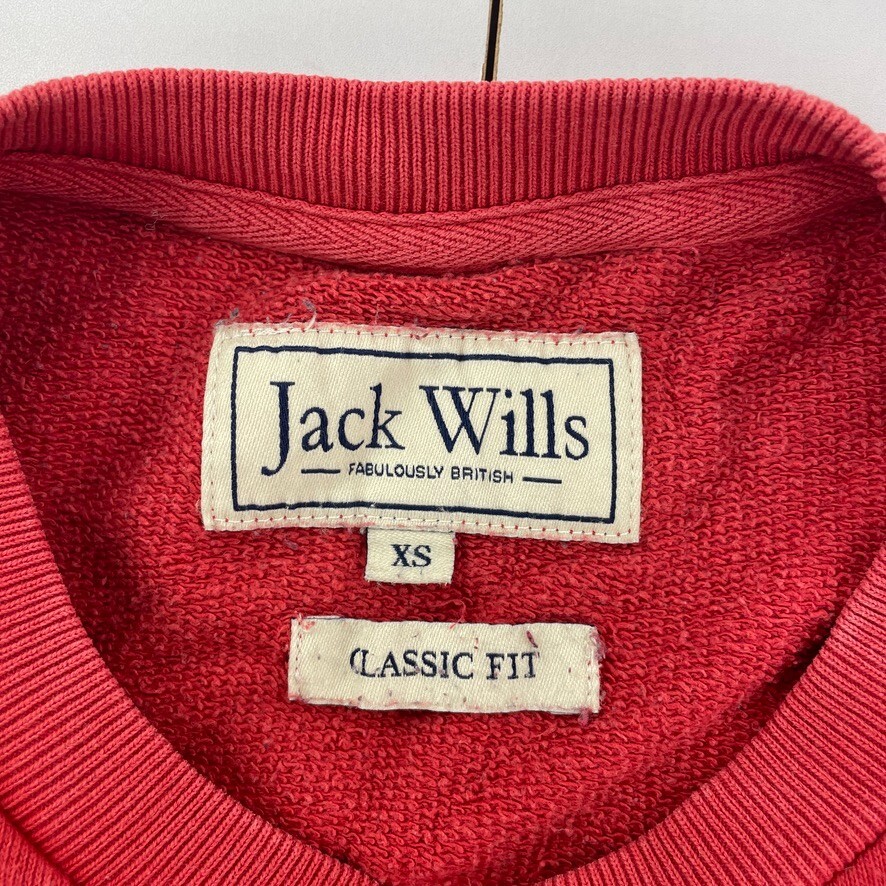 Jack Wills
FABULOUSLY BRITISH
XS
CLASSIC FIT